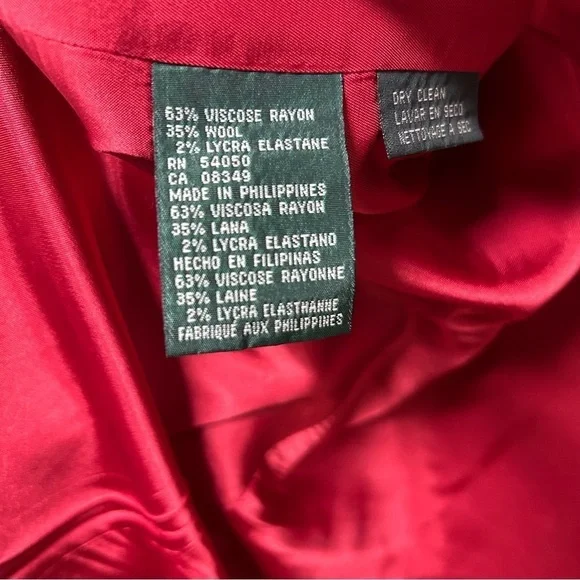 63% VISCOSE RAYON
35% WOOL
2% LYCRA ELASTANE
RN 54050
CA 08349
MADE IN PHILIPPINES
63% VISCOSA RAYON
35% LANA
2% LYCRA ELASTANO
HECHO EN FILIPINAS
63% VISCOSE RAYONNE
35% LAINE
2% LYCRA ELASTHANNE
FABRIQUÉ AUX PHILIPPINES
DRY CLEAN
LAVAR EN SECO
NETTOYAGE A SEC